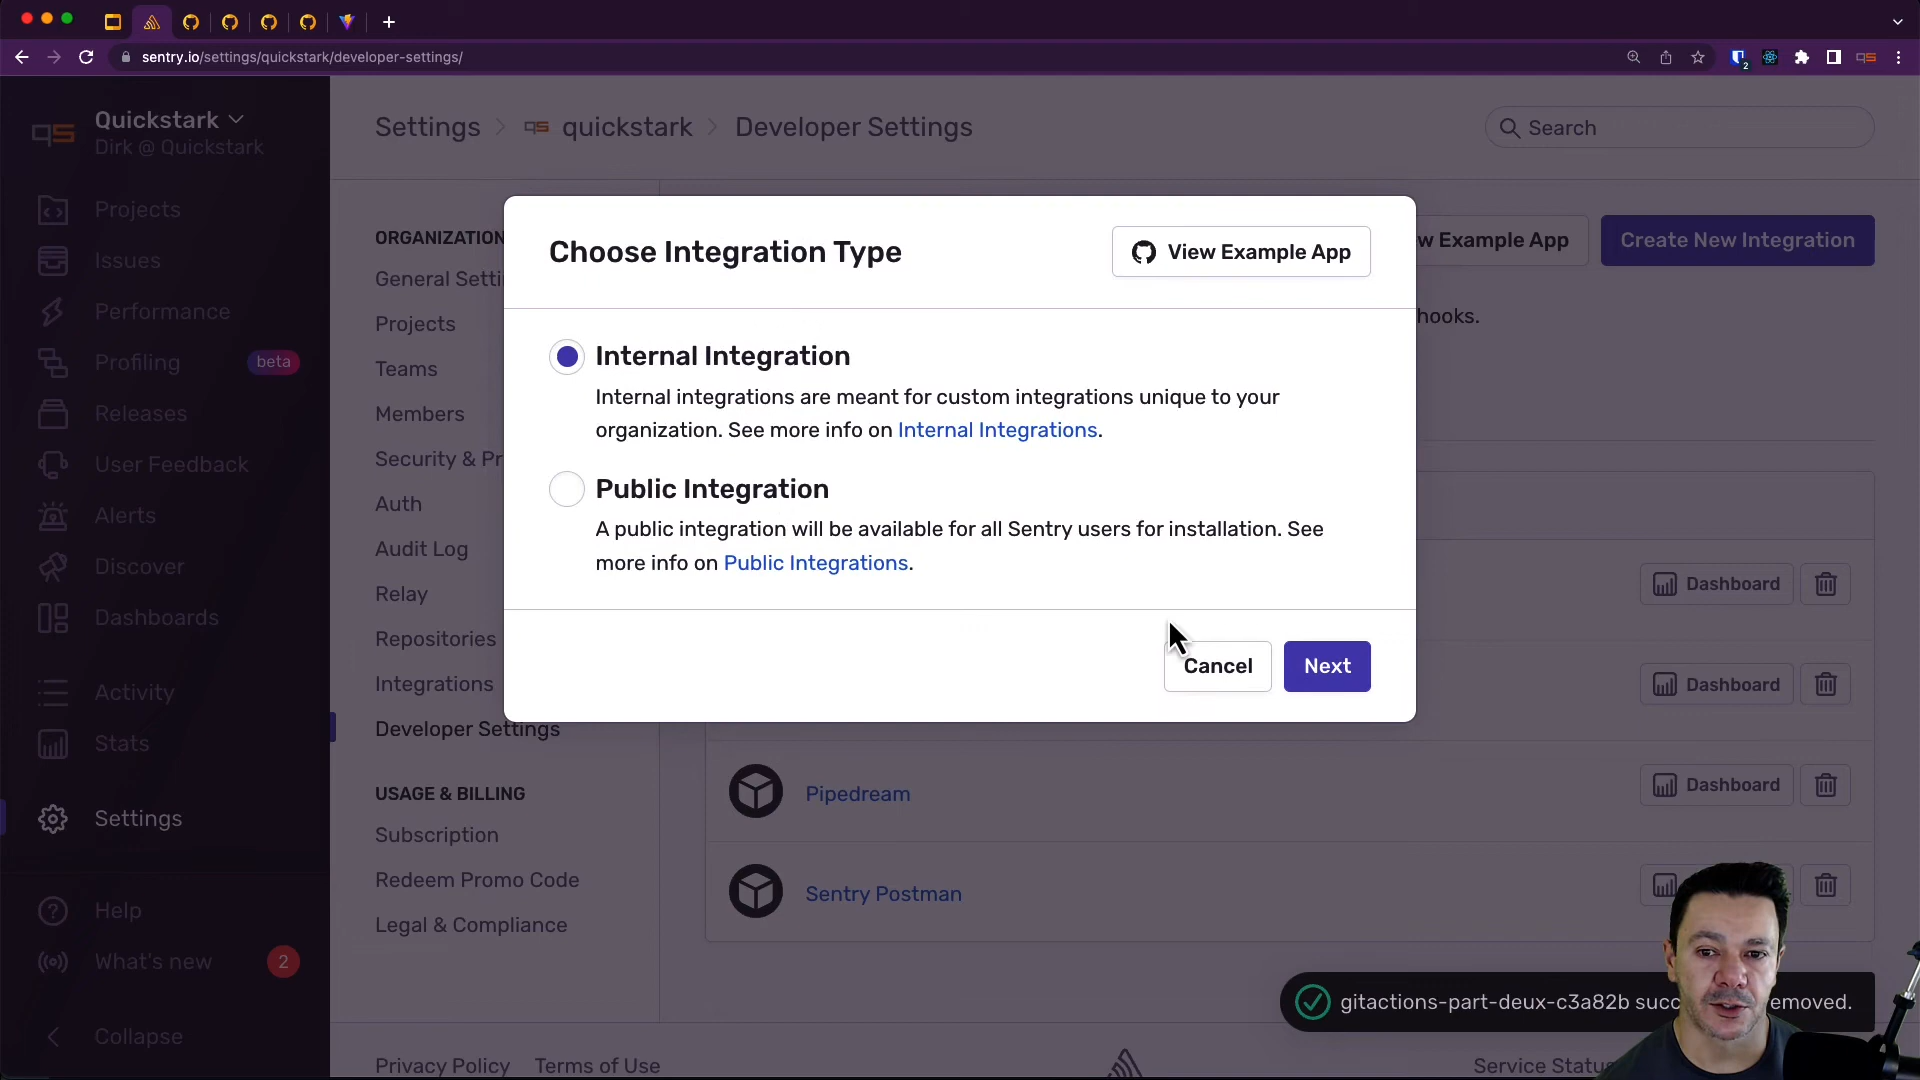 sentry.io/settings/quickstark/developer-settings/
2
Quickstark
Dirk @ Quickstark
Projects
Issues
Performance
Profiling
beta
Releases
User Feedback
Alerts
Discover
Dashboards
Activity
Stats
Settings
Help
What's new
2
Collapse
Settings
quickstark
Developer Settings
Search
ORGANIZATION
General Setti
Projects
Teams
Members
Security & Pr
Auth
Audit Log
Relay
Repositories
Integrations
Developer Settings
USAGE & BILLING
Subscription
Redeem Promo Code
Legal & Compliance
w Example App
Create New Integration
hooks.
Choose Integration Type
View Example App
Internal Integration
Internal integrations are meant for custom integrations unique to your
organization. See more info on Internal Integrations.
Public Integration
A public integration will be available for all Sentry users for installation. See
more info on Public Integrations.
Cancel
Next
Dashboard
Dashboard
Pipedream
Dashboard
Sentry Postman
gitactions-part-deux-c3a82b succ emoved.
Privacy Policy
Terms of Use
Service Status